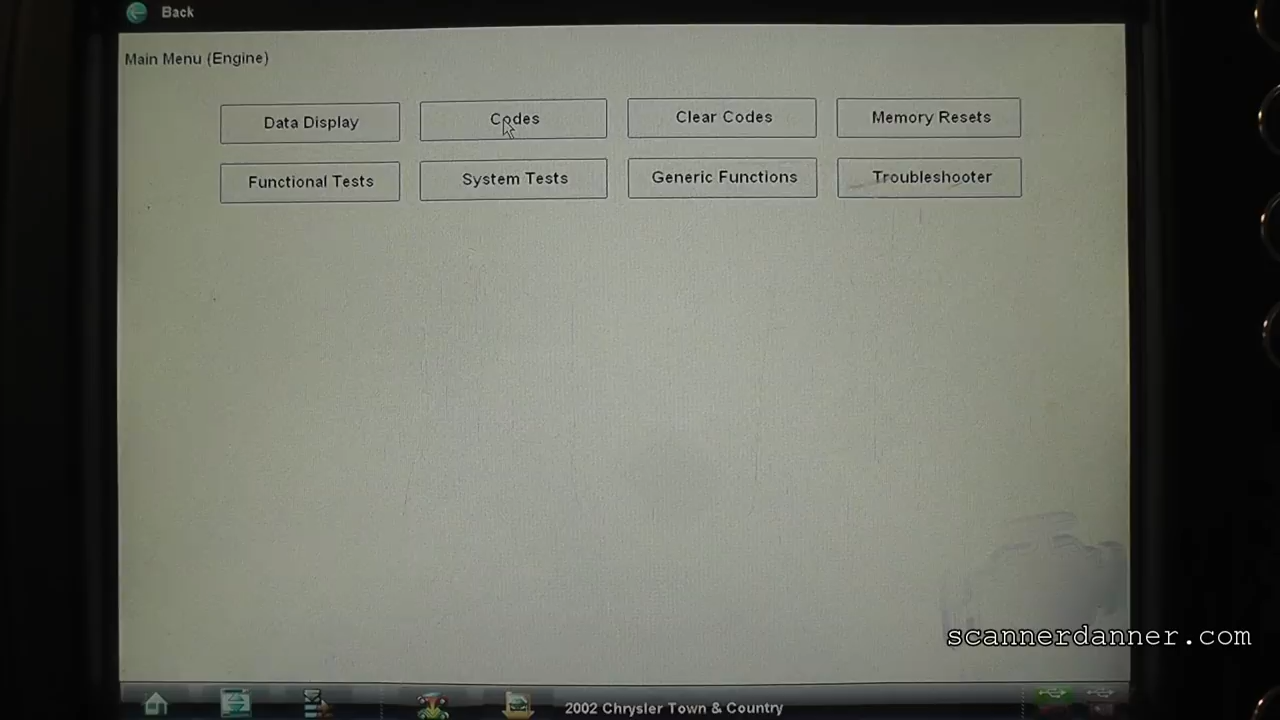 Back
Main Menu (Engine)
Data Display Codes Clear Codes Memory Resets
Functional Tests System Tests Generic Functions Troubleshooter
scannerdanner.com
2002 Chrysler Town & Country